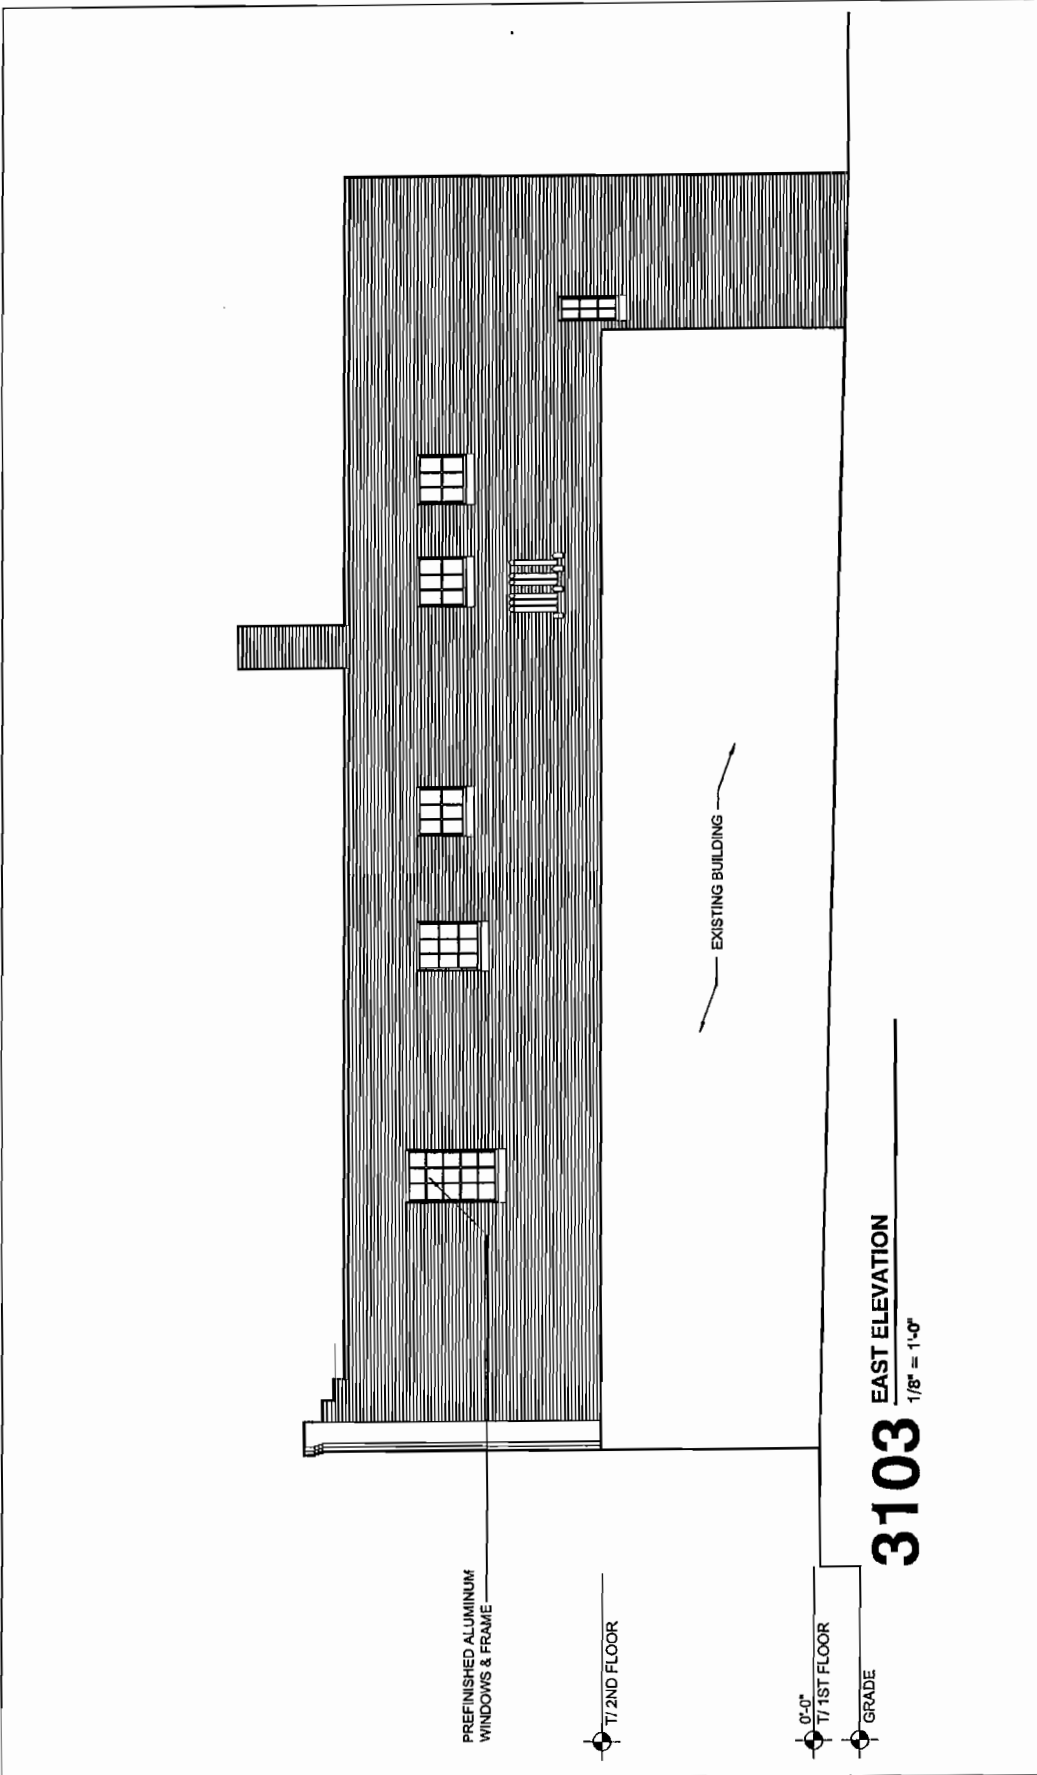 PREFINISHED ALUMINUM
WINDOWS & FRAME
T/ 2ND FLOOR
0'-0"
T/ 1ST FLOOR
GRADE
EXISTING BUILDING
3103
EAST ELEVATION
1/8" = 1'-0"